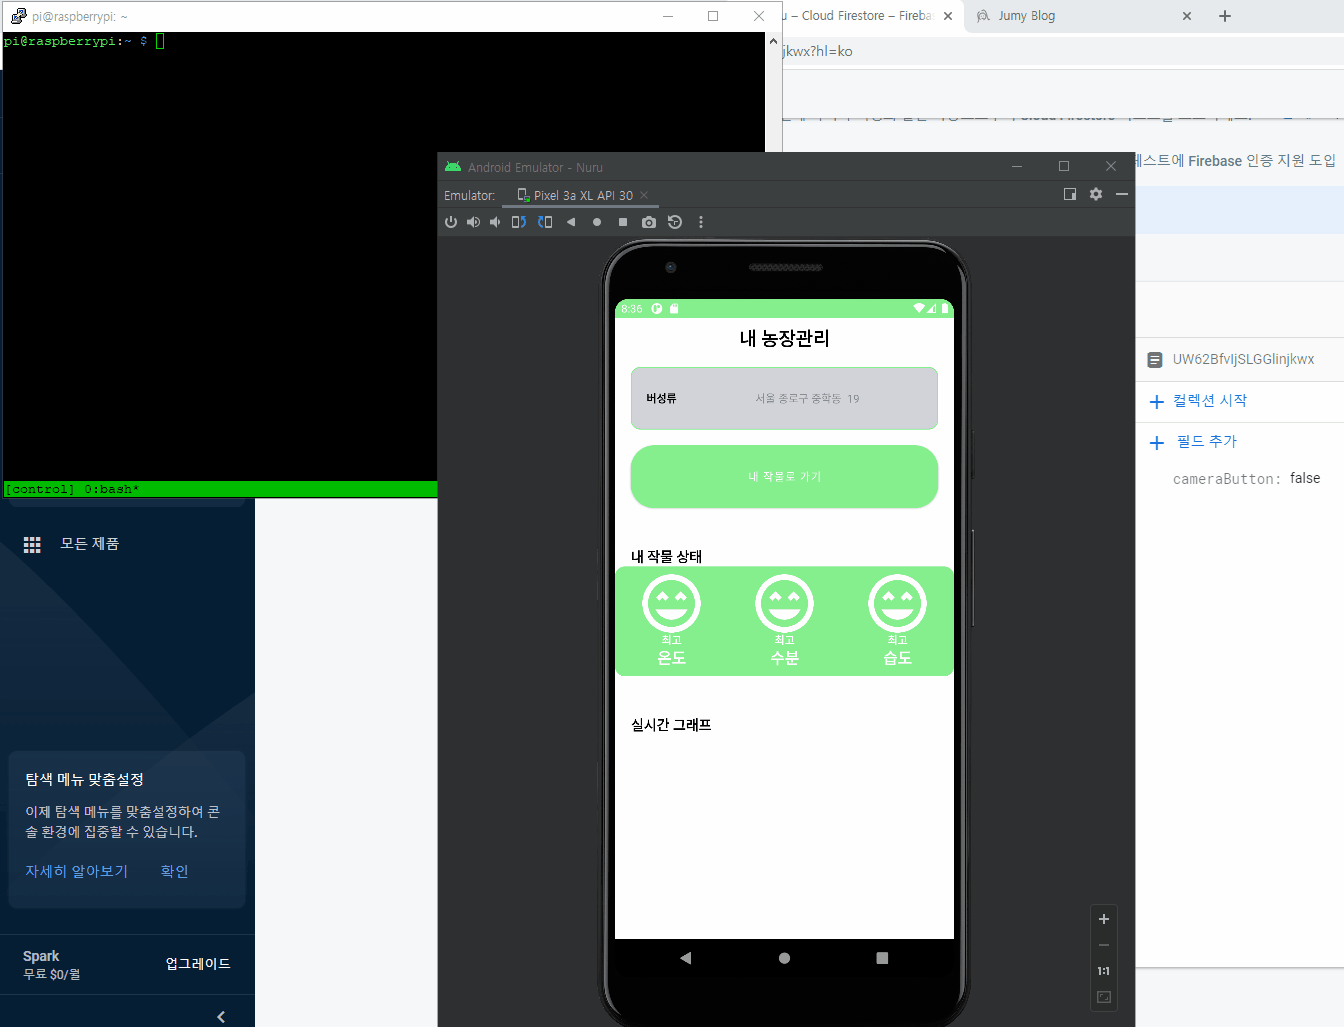 pi@raspberrypi: ~
pi@raspberrypi:~ $
[control] 0:bash*
u – Cloud Firestore – Fireba
Jumy Blog
jkwx?hl=ko
테스트에 Firebase 인증 지원 도입
Android Emulator - Nuru
Emulator:
Pixel 3a XL API 30
8:36
내 농장관리
버성류
서울 종로구 중학동 19
내 작물로 가기
내 작물 상태
최고
온도
최고
수분
최고
습도
실시간 그래프
1:1
컬렉션 시작
필드 추가
cameraButton: false
모든 제품
탐색 메뉴 맞춤설정
이제 탐색 메뉴를 맞춤설정하여 콘
솔 환경에 집중할 수 있습니다.
자세히 알아보기
확인
Spark
무료 $0/월
업그레이드